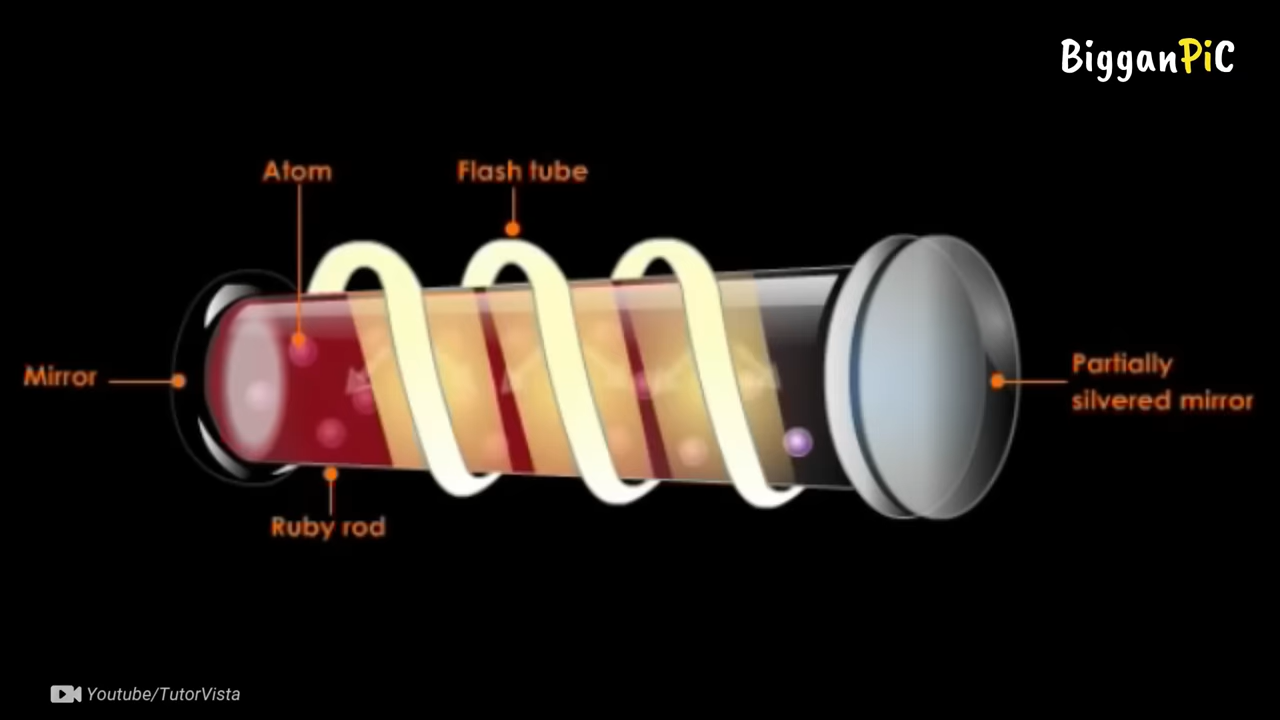 BigganPiC
Atom
Flash tube
Mirror
Partially
silvered mirror
Ruby rod
Youtube/TutorVista